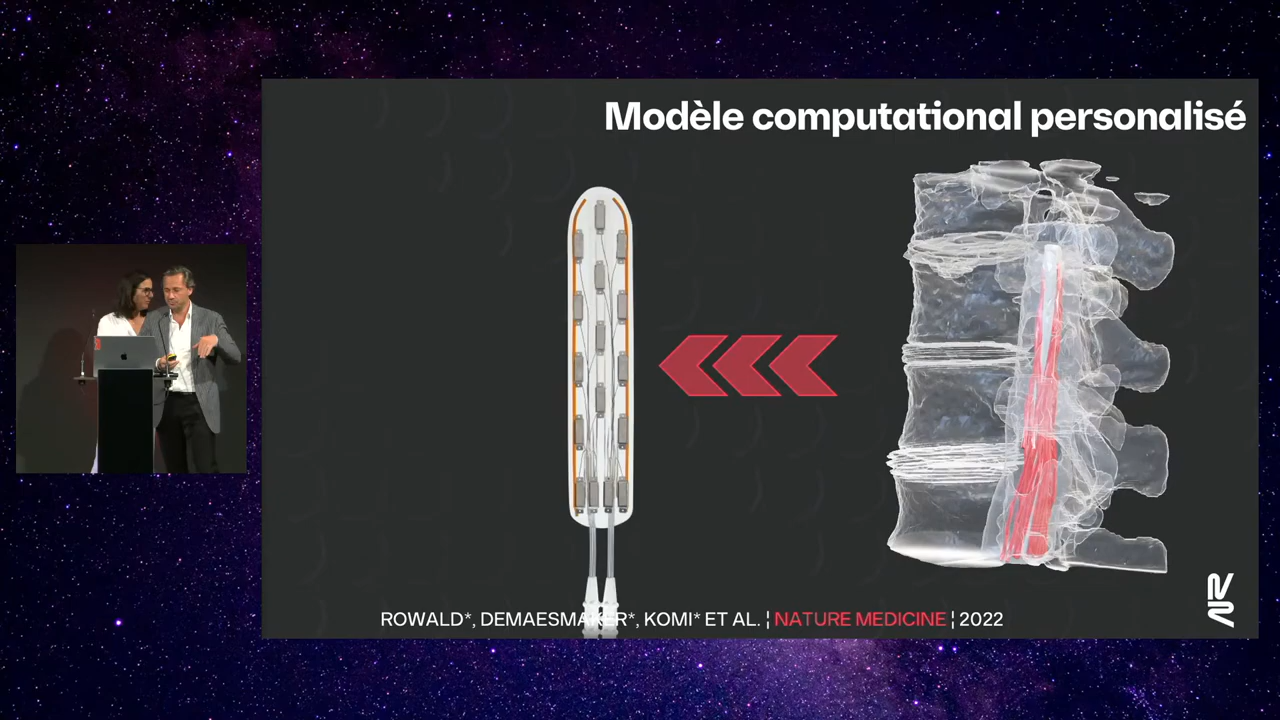 Modèle computational personalisé
ROWALD*, DEMAESMAKER*, KOMI* ET AL. ¦ NATURE MEDICINE ¦ 2022